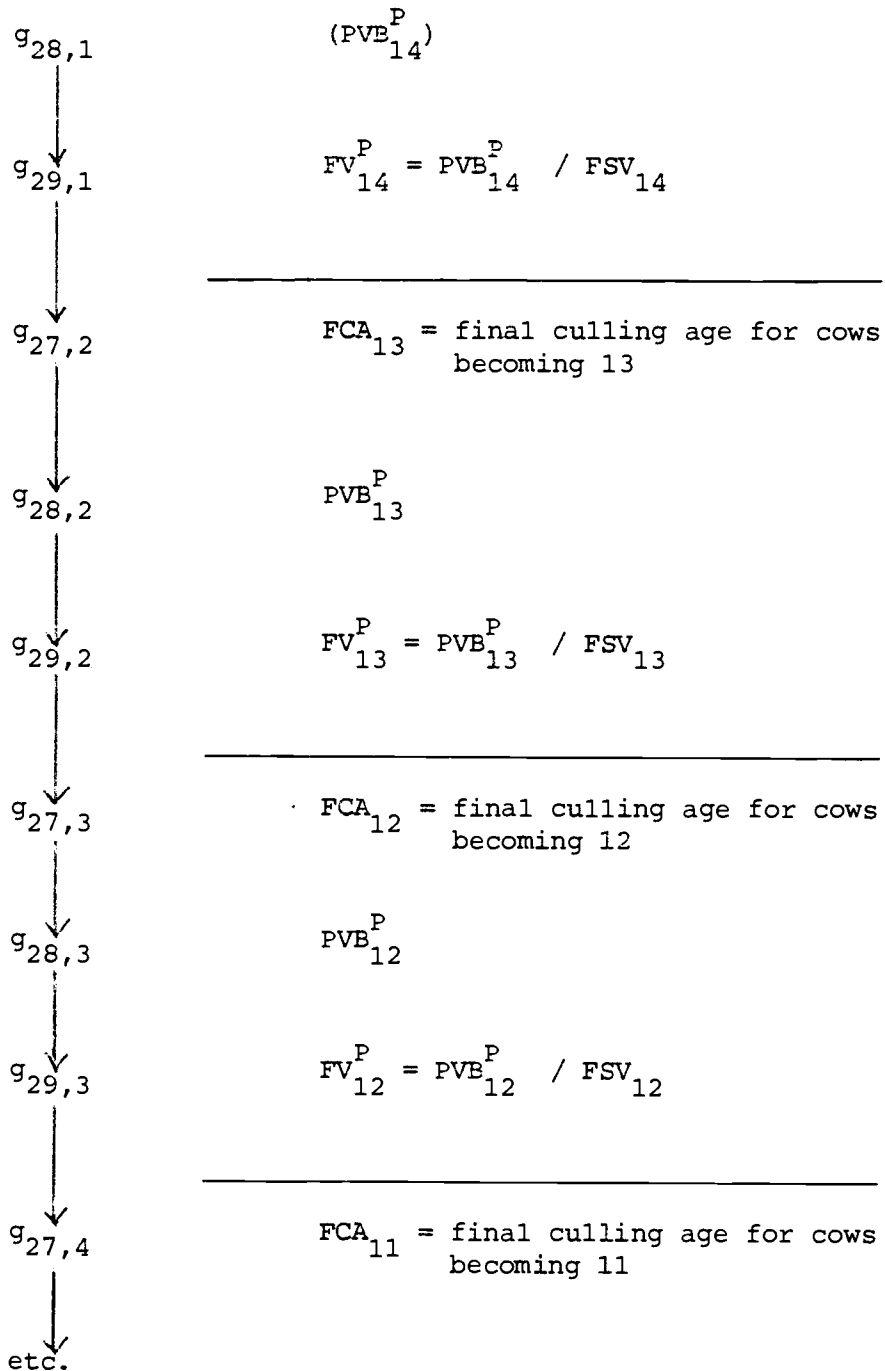 g28,1 (PVB^P_14)
g29,1 FV^P_14 = PVB^P_14 / FSV_14
g27,2 FCA_13 = final culling age for cows
becoming 13
g28,2 PVB^P_13
g29,2 FV^P_13 = PVB^P_13 / FSV_13
g27,3 FCA_12 = final culling age for cows
becoming 12
g28,3 PVB^P_12
g29,3 FV^P_12 = PVB^P_12 / FSV_12
g27,4 FCA_11 = final culling age for cows
becoming 11
etc.